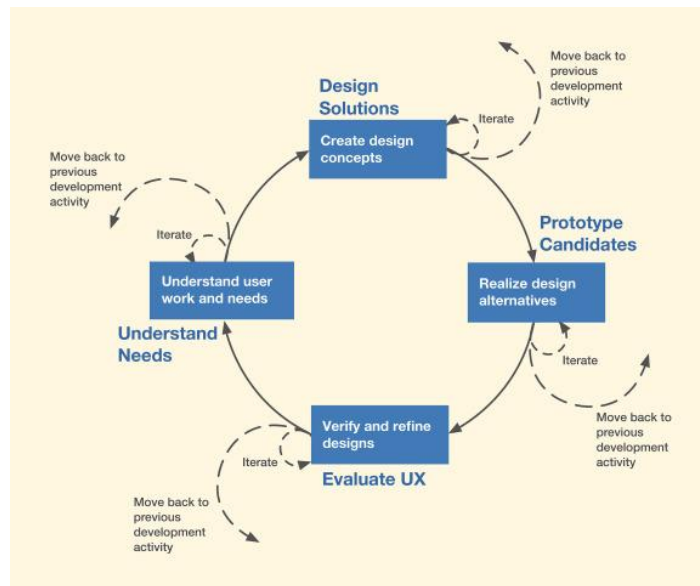 Design
Solutions
Create design
concepts
Iterate
Move back to
previous
development
activity
Prototype
Candidates
Realize design
alternatives
Iterate
Move back to
previous
development
activity
Verify and refine
designs
Evaluate UX
Iterate
Move back to
previous
development
activity
Understand user
work and needs
Understand
Needs
Iterate
Move back to
previous
development
activity